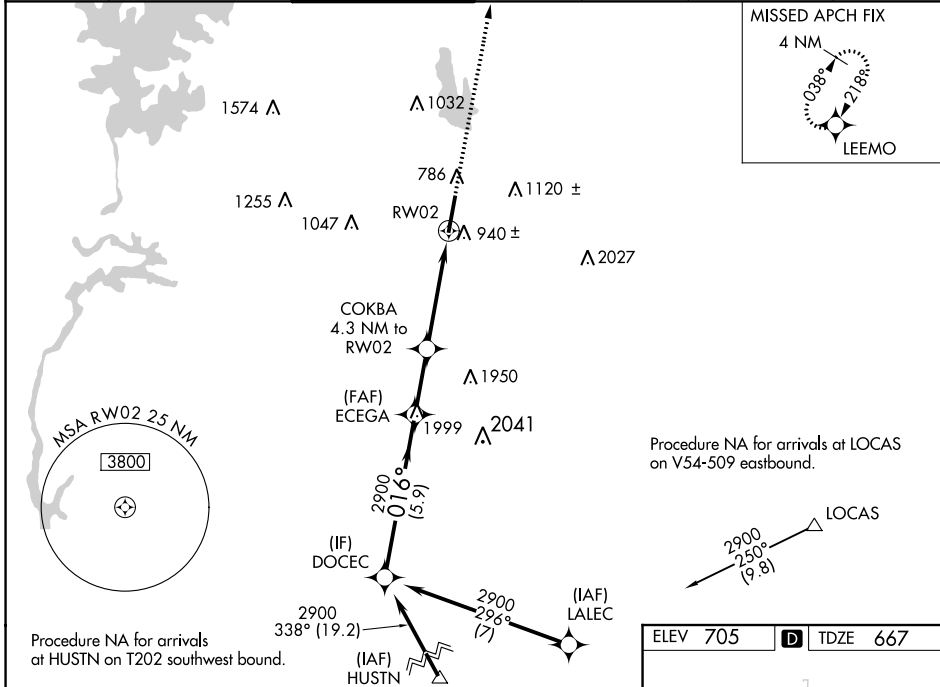 MISSED APCH FIX
4 NM
038°
218°
LEEMO
1574
1032
786
1120 ±
1255
1047
RW02
940 ±
2027
COKBA
4.3 NM to
RW02
1950
(FAF)
ECEGA
1999
2041
MSA RW02 25 NM
3800
2900
016°
(5.9)
Procedure NA for arrivals at LOCAS
on V54-509 eastbound.
LOCAS
2900
250°
(9.8)
(IF)
DOCEC
2900
296°
(7)
(IAF)
LALEC
2900
338° (19.2)
(IAF)
HUSTN
Procedure NA for arrivals
at HUSTN on T202 southwest bound.
ELEV 705 D TDZE 667